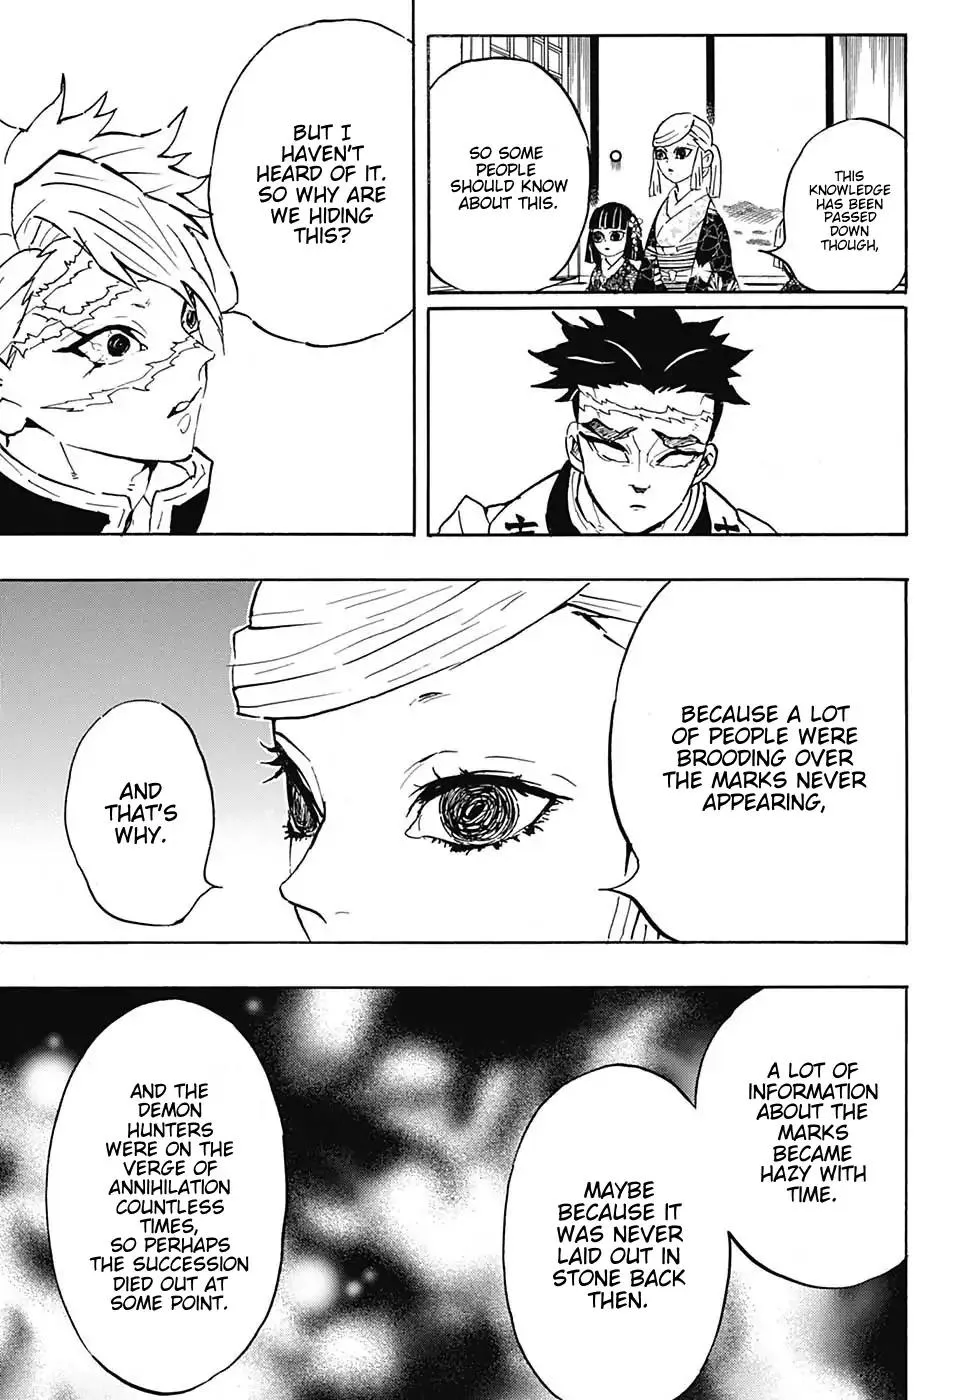 THIS
KNOWLEDGE
HAS BEEN
PASSED
DOWN
THOUGH,
SO SOME
PEOPLE
SHOULD KNOW
ABOUT THIS.
BUT I
HAVEN'T
HEARD OF IT.
SO WHY ARE
WE HIDING
THIS?
BECAUSE A LOT
OF PEOPLE WERE
BROODING OVER
THE MARKS NEVER
APPEARING,
AND
THAT'S
WHY.
A LOT OF
INFORMATION
ABOUT THE
MARKS
BECAME
HAZY WITH
TIME.
MAYBE
BECAUSE IT
WAS NEVER
LAID OUT IN
STONE BACK
THEN.
AND THE
DEMON
HUNTERS
WERE ON THE
VERGE OF
ANNIHILATION
COUNTLESS
TIMES,
SO PERHAPS
THE SUCCESSION
DIED OUT AT
SOME POINT.